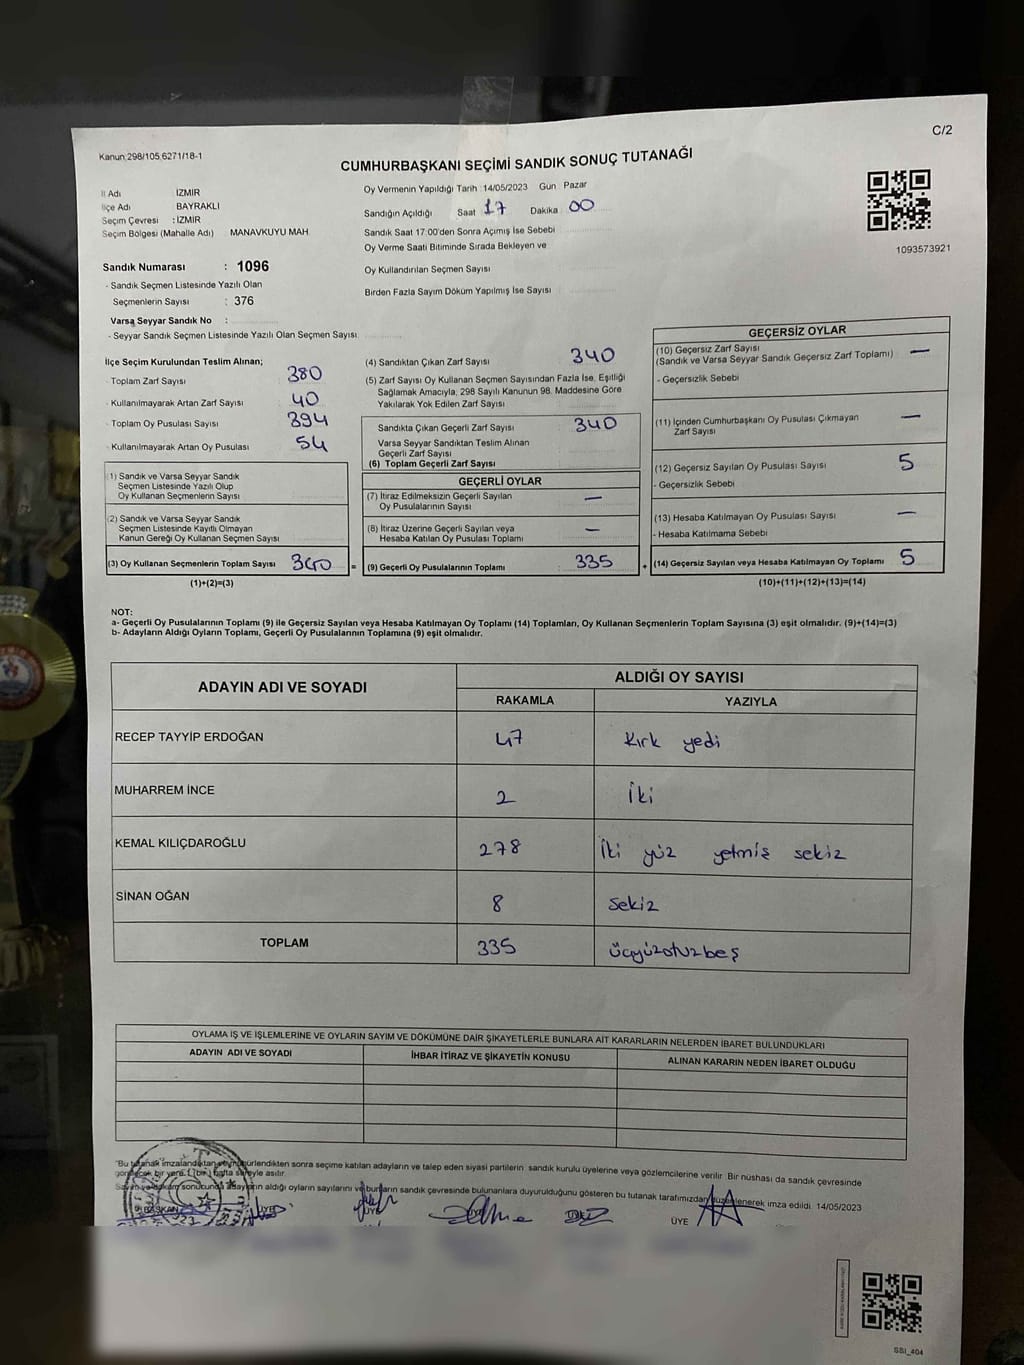 C/2
Kanun;298/105,6271/18-1
CUMHURBAŞKANI SEÇİMİ SANDIK SONUÇ TUTANAĞI
İl Adı İZMİR
İlçe Adı BAYRAKLI
Seçim Çevresi : İZMİR
Seçim Bölgesi (Mahalle Adı) MANAVKUYU MAH.
Oy Vermenin Yapıldığı Tarih 14/05/2023 Gün Pazar
Sandığın Açıldığı Saat 17 Dakika 00
Sandık Saat 17:00'den Sonra Açımış İse Sebebi
Oy Verme Saati Bitiminde Sırada Bekleyen ve
Oy Kullandırılan Seçmen Sayısı
Birden Fazla Sayım Döküm Yapılmış İse Sayısı
1093573921
Sandık Numarası : 1096
- Sandık Seçmen Listesinde Yazılı Olan
Seçmenlerin Sayısı : 376
Varsa Seyyar Sandık No :
- Seyyar Sandık Seçmen Listesinde Yazılı Olan Seçmen Sayısı
İlçe Seçim Kurulundan Teslim Alınan;
- Toplam Zarf Sayısı 380
- Kullanılmayarak Artan Zarf Sayısı 40
- Toplam Oy Pusulası Sayısı 394
- Kullanılmayarak Artan Oy Pusulası 54
1) Sandık ve Varsa Seyyar Sandık
Seçmen Listesinde Yazılı Olup
Oy Kullanan Seçmenlerin Sayısı
(2) Sandık ve Varsa Seyyar Sandık
Seçmen Listesinde Kayıtlı Olmayan
Kanun Gereği Oy Kullanan Seçmen Sayısı
(3) Oy Kullanan Seçmenlerin Toplam Sayısı 340 =
(1)+(2)=(3)
(4) Sandıktan Çıkan Zarf Sayısı 340
(5) Zarf Sayısı Oy Kullanan Seçmen Sayısından Fazla İse, Eşitliği
Sağlamak Amacıyla; 298 Sayılı Kanunun 98. Maddesine Göre
Yakılarak Yok Edilen Zarf Sayısı
Sandıkta Çıkan Geçerli Zarf Sayısı 340
Varsa Seyyar Sandıktan Teslim Alınan
Geçerli Zarf Sayısı
(6) Toplam Geçerli Zarf Sayısı
GEÇERLİ OYLAR
(7) İtiraz Edilmeksizin Geçerli Sayılan
Oy Pusulalarının Sayısı —
(8) İtiraz Üzerine Geçerli Sayılan veya
Hesaba Katılan Oy Pusulası Toplamı —
(9) Geçerli Oy Pusulalarının Toplamı : 335 +
GEÇERSİZ OYLAR
(10) Geçersiz Zarf Sayısı
(Sandık ve Varsa Seyyar Sandık Geçersiz Zarf Toplamı) —
- Geçersizlik Sebebi
(11) İçinden Cumhurbaşkanı Oy Pusulası Çıkmayan
Zarf Sayısı —
(12) Geçersiz Sayılan Oy Pusulası Sayısı 5
- Geçersizlik Sebebi
(13) Hesaba Katılmayan Oy Pusulası Sayısı —
- Hesaba Katılmama Sebebi
(14) Geçersiz Sayılan veya Hesaba Katılmayan Oy Toplamı 5
(10)+(11)+(12)+(13)=(14)
NOT:
a- Geçerli Oy Pusulalarının Toplamı (9) ile Geçersiz Sayılan veya Hesaba Katılmayan Oy Toplamı (14) Toplamları, Oy Kullanan Seçmenlerin Toplam Sayısına (3) eşit olmalıdır. (9)+(14)=(3)
b- Adayların Aldığı Oyların Toplamı, Geçerli Oy Pusulalarının Toplamına (9) eşit olmalıdır.
ADAYIN ADI VE SOYADI ALDIĞI OY SAYISI
RAKAMLA YAZIYLA
RECEP TAYYİP ERDOĞAN 47 Kırk yedi
MUHARREM İNCE 2 İki
KEMAL KILIÇDAROĞLU 278 İki yüz yetmiş sekiz
SİNAN OĞAN 8 Sekiz
TOPLAM 335 üçyüzotuzbeş
OYLAMA İŞ VE İŞLEMLERİNE VE OYLARIN SAYIM VE DÖKÜMÜNE DAİR ŞİKAYETLERLE BUNLARA AİT KARARLARIN NELERDEN İBARET BULUNDUKLARI
ADAYIN ADI VE SOYADI İHBAR İTİRAZ VE ŞİKAYETİN KONUSU ALINAN KARARIN NEDEN İBARET OLDUĞU
"Bu tutanak imzalandıktan sonra seçime katılan adayların ve talep eden siyasi partilerin sandık kurulu üyelerine veya gözlemcilerine verilir. Bir nüshası da sandık çevresinde
bir yere, (bir) hafta süreyle asılır.
sonucunda adayların aldığı oyların sayılarını ve bunların sandık çevresinde bulunanlara duyurulduğunu gösteren bu tutanak tarafımızdan düzenlenerek imza edildi. 14/05/2023
BAŞKAN ÜYE ÜYE ÜYE
SBI_404